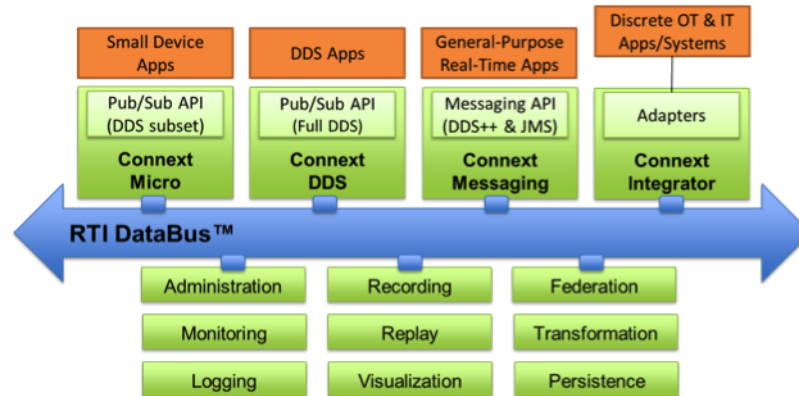 Small Device
Apps
DDS Apps
General-Purpose
Real-Time Apps
Discrete OT & IT
Apps/Systems
Pub/Sub API
(DDS subset)
Connext
Micro
Pub/Sub API
(Full DDS)
Connext
DDS
Messaging API
(DDS++ & JMS)
Connext
Messaging
Adapters
Connext
Integrator
RTI DataBus™
Administration
Recording
Federation
Monitoring
Replay
Transformation
Logging
Visualization
Persistence